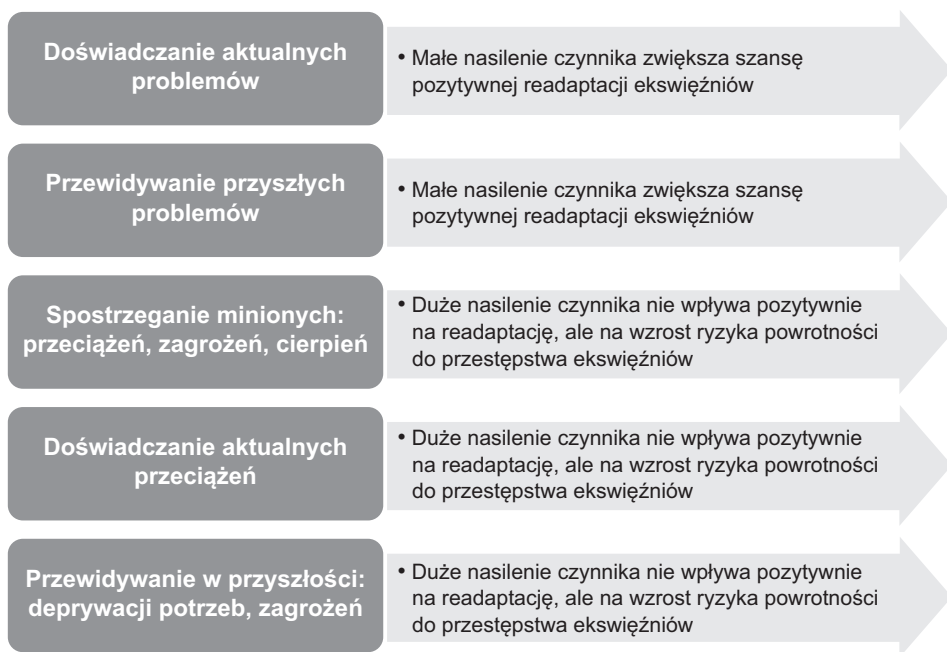 Doświadczanie aktualnych
problemów
• Małe nasilenie czynnika zwiększa szansę
pozytywnej readaptacji ekswięźniów
Przewidywanie przyszłych
problemów
• Małe nasilenie czynnika zwiększa szansę
pozytywnej readaptacji ekswięźniów
Spostrzeganie minionych:
przeciążeń, zagrożeń, cierpień
• Duże nasilenie czynnika nie wpływa pozytywnie
na readaptację, ale na wzrost ryzyka powrotności
do przestępstwa ekswięźniów
Doświadczanie aktualnych
przeciążeń
• Duże nasilenie czynnika nie wpływa pozytywnie
na readaptację, ale na wzrost ryzyka powrotności
do przestępstwa ekswięźniów
Przewidywanie w przyszłości:
deprywacji potrzeb, zagrożeń
• Duże nasilenie czynnika nie wpływa pozytywnie
na readaptację, ale na wzrost ryzyka powrotności
do przestępstwa ekswięźniów